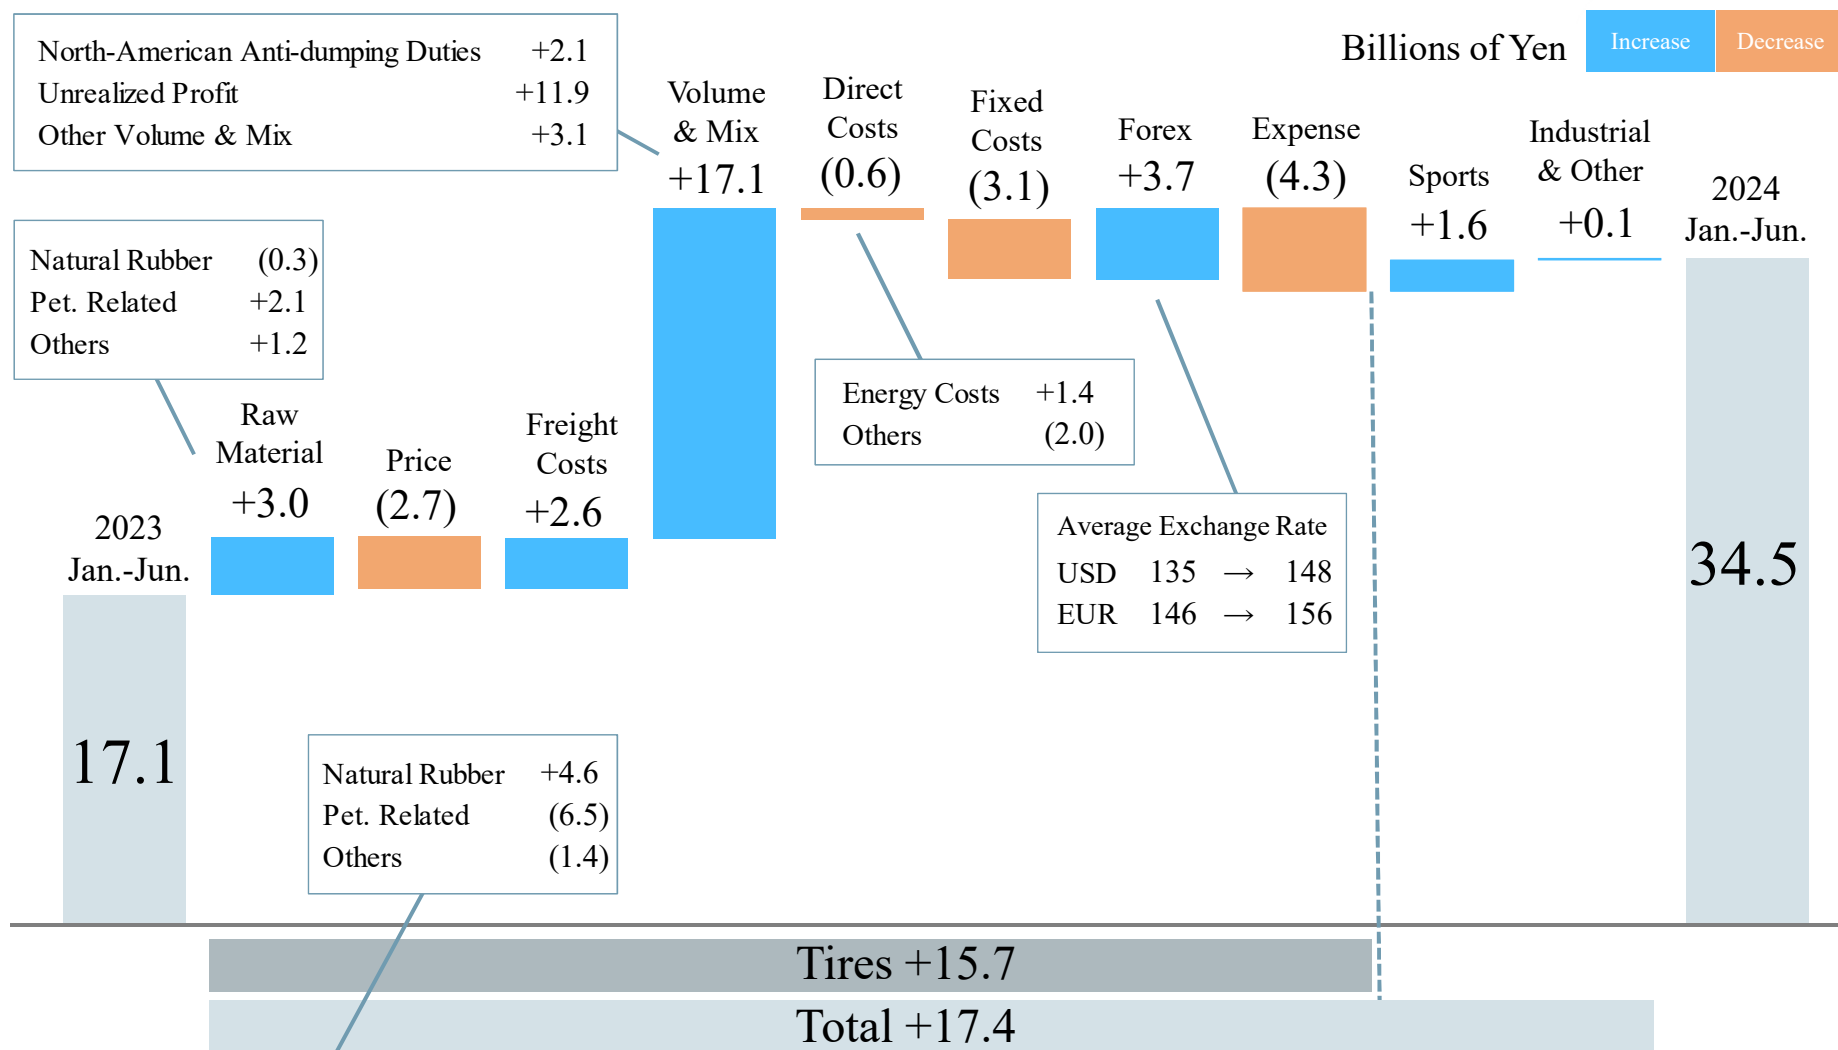 Billions of Yen
Increase
Decrease
North-American Anti-dumping Duties +2.1
Unrealized Profit +11.9
Other Volume & Mix +3.1
Natural Rubber (0.3)
Pet. Related +2.1
Others +1.2
2023
Jan.-Jun.
17.1
Raw
Material
+3.0
Price
(2.7)
Freight
Costs
+2.6
Volume
& Mix
+17.1
Direct
Costs
(0.6)
Fixed
Costs
(3.1)
Forex
+3.7
Expense
(4.3)
Sports
+1.6
Industrial
& Other
+0.1
2024
Jan.-Jun.
34.5
Energy Costs +1.4
Others (2.0)
Average Exchange Rate
USD 135 → 148
EUR 146 → 156
Natural Rubber +4.6
Pet. Related (6.5)
Others (1.4)
Tires +15.7
Total +17.4